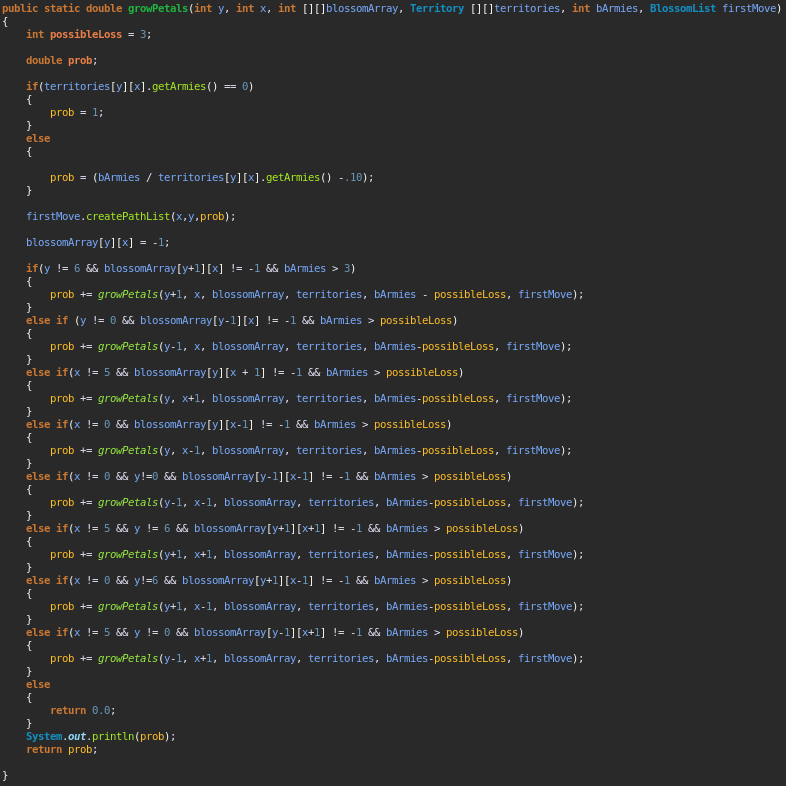 public static double growPetals(int y, int x, int [][]blossomArray, Territory [][]territories, int bArmies, BlossomList firstMove)
{
    int possibleLoss = 3;

    double prob;

    if(territories[y][x].getArmies() == 0)
    {
        prob = 1;
    }
    else
    {

        prob = (bArmies / territories[y][x].getArmies() -.10);
    }

    firstMove.createPathList(x,y,prob);

    blossomArray[y][x] = -1;

    if(y != 6 && blossomArray[y+1][x] != -1 && bArmies > 3)
    {
        prob += growPetals(y+1, x, blossomArray, territories, bArmies - possibleLoss, firstMove);
    }
    else if (y != 0 && blossomArray[y-1][x] != -1 && bArmies > possibleLoss)
    {
        prob += growPetals(y-1, x, blossomArray, territories, bArmies-possibleLoss, firstMove);
    }
    else if(x != 5 && blossomArray[y][x + 1] != -1 && bArmies > possibleLoss)
    {
        prob += growPetals(y, x+1, blossomArray, territories, bArmies-possibleLoss, firstMove);
    }
    else if(x != 0 && blossomArray[y][x-1] != -1 && bArmies > possibleLoss)
    {
        prob += growPetals(y, x-1, blossomArray, territories, bArmies-possibleLoss, firstMove);
    }
    else if(x != 0 && y!=0 && blossomArray[y-1][x-1] != -1 && bArmies > possibleLoss)
    {
        prob += growPetals(y-1, x-1, blossomArray, territories, bArmies-possibleLoss, firstMove);
    }
    else if(x != 5 && y != 6 && blossomArray[y+1][x+1] != -1 && bArmies > possibleLoss)
    {
        prob += growPetals(y+1, x+1, blossomArray, territories, bArmies-possibleLoss, firstMove);
    }
    else if(x != 0 && y!=6 && blossomArray[y+1][x-1] != -1 && bArmies > possibleLoss)
    {
        prob += growPetals(y+1, x-1, blossomArray, territories, bArmies-possibleLoss, firstMove);
    }
    else if(x != 5 && y != 0 && blossomArray[y-1][x+1] != -1 && bArmies > possibleLoss)
    {
        prob += growPetals(y-1, x+1, blossomArray, territories, bArmies-possibleLoss, firstMove);
    }
    else
    {
        return 0.0;
    }
    System.out.println(prob);
    return prob;

}